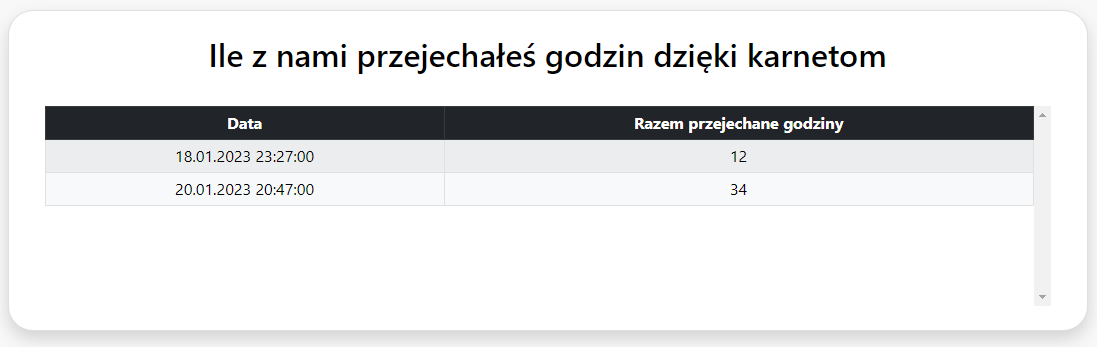 Ile z nami przejechałeś godzin dzięki karnetom
Data Razem przejechane godziny
18.01.2023 23:27:00 12
20.01.2023 20:47:00 34